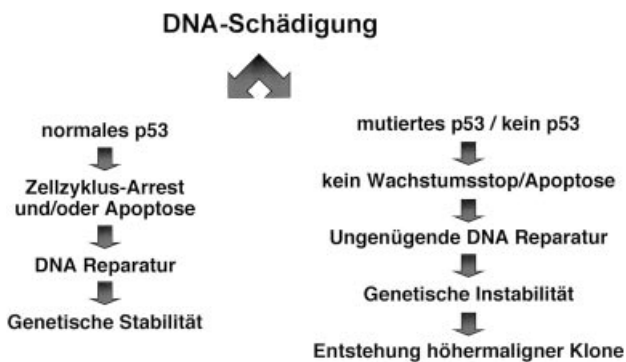 DNA-Schädigung
normales p53
Zellzyklus-Arrest
und/oder Apoptose
DNA Reparatur
Genetische Stabilität
mutiertes p53 / kein p53
kein Wachstumsstop/Apoptose
Ungenügende DNA Reparatur
Genetische Instabilität
Entstehung höhermaligner Klone